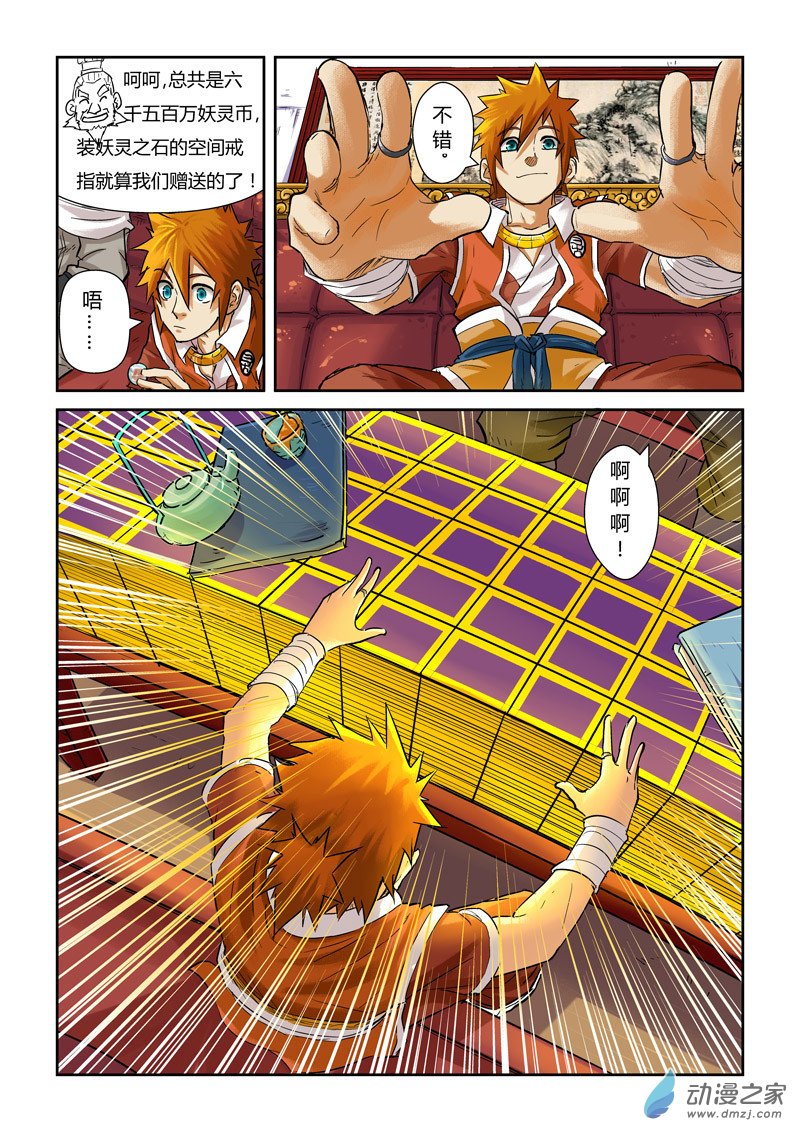 呵呵,总共是六
千五百万妖灵币,
装妖灵之石的空间戒
指就算我们赠送的了!
唔
……
不错。
啊啊啊!
动漫之家
www.dmzj.com